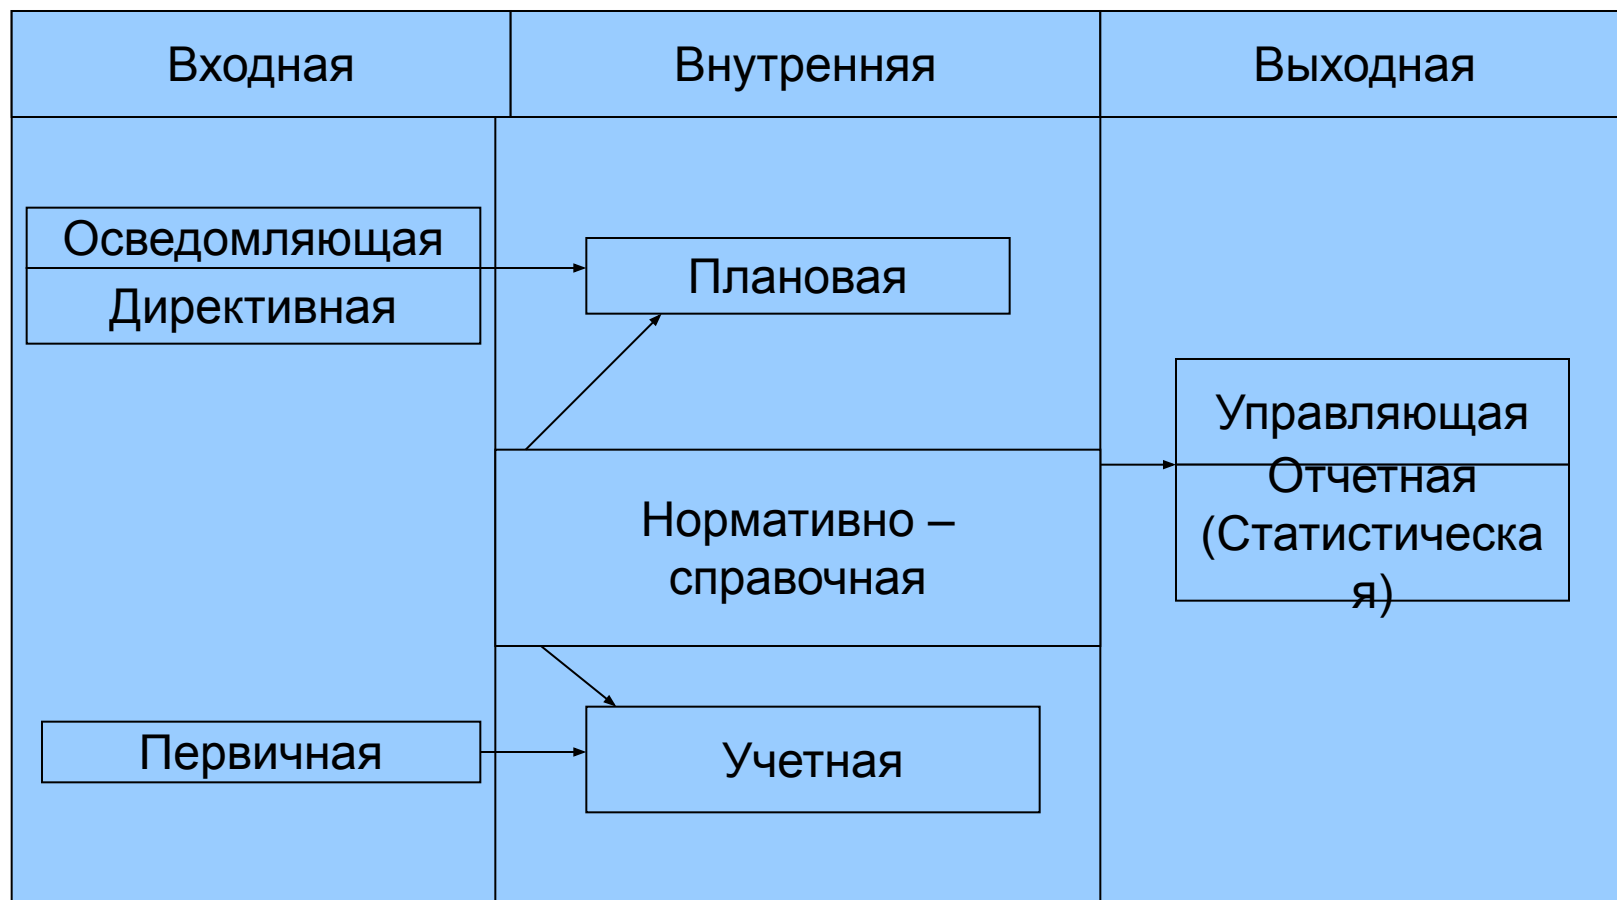 Входная
Внутренняя
Выходная
Осведомляющая
Директивная
Плановая
Нормативно –
справочная
Управляющая
Отчетная
(Статистическа
я)
Первичная
Учетная